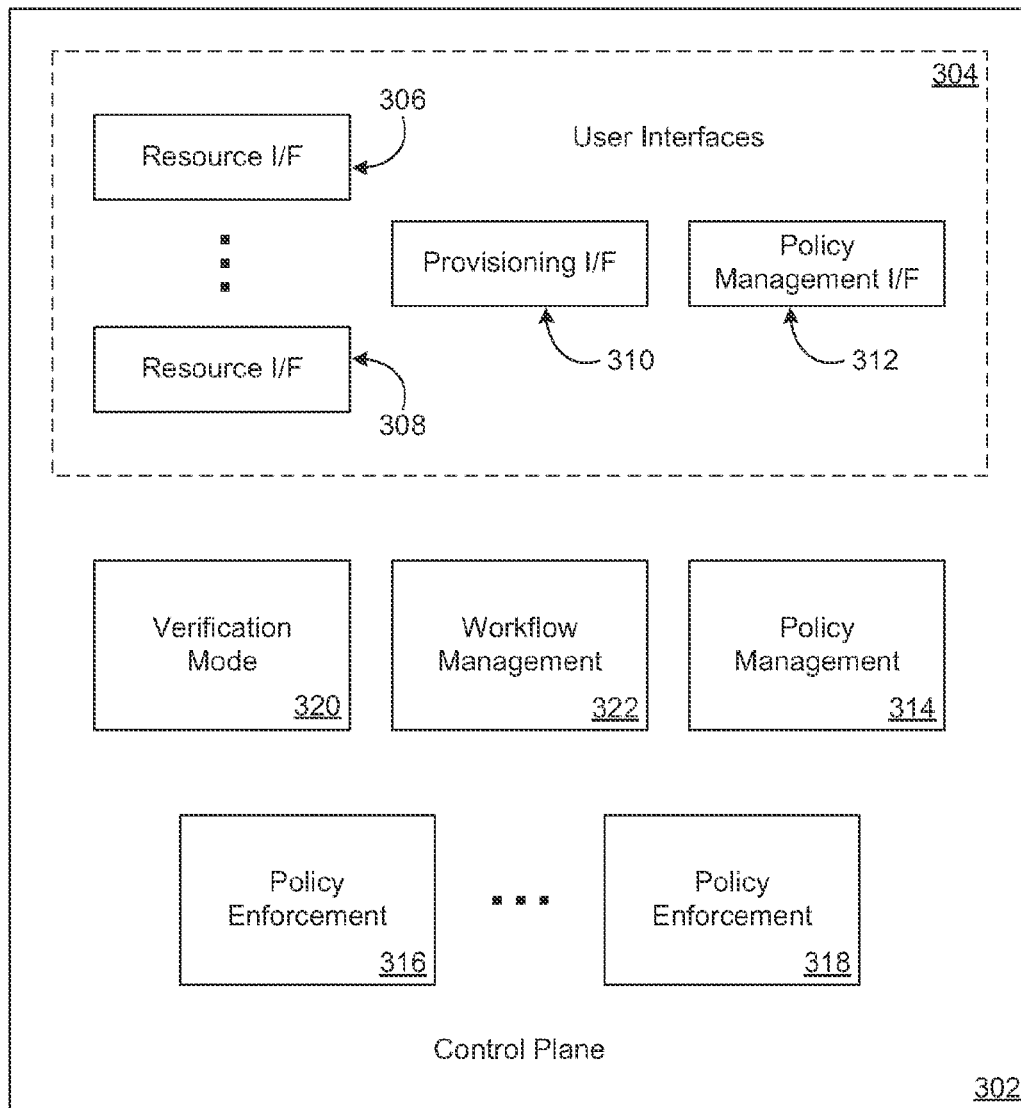 304
306
Resource I/F
User Interfaces
Provisioning I/F
Policy
Management I/F
Resource I/F
310
312
308
Verification
Mode
320
Workflow
Management
322
Policy
Management
314
Policy
Enforcement
316
Policy
Enforcement
318
Control Plane
302